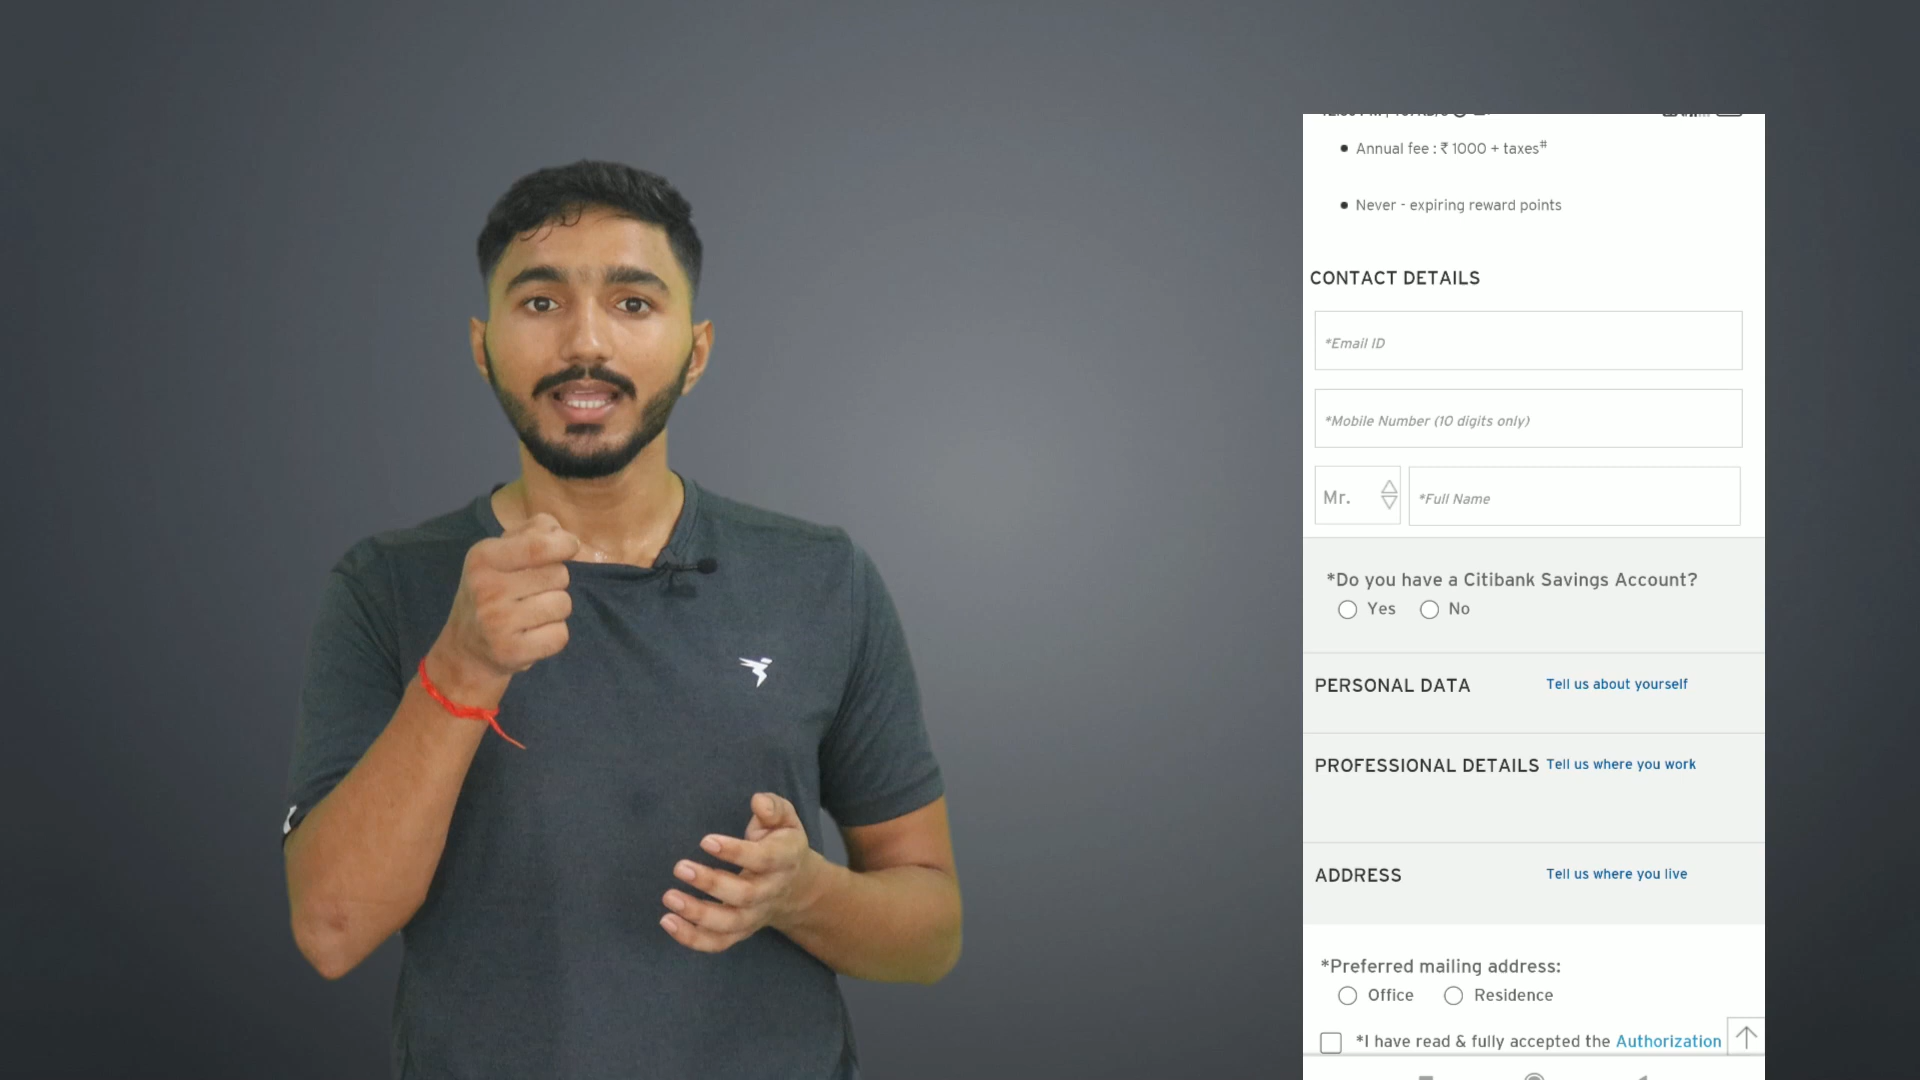 Annual fee : ₹ 1000 + taxes#
Never - expiring reward points
CONTACT DETAILS
*Email ID
*Mobile Number (10 digits only)
Mr. *Full Name
*Do you have a Citibank Savings Account?
Yes No
PERSONAL DATA Tell us about yourself
PROFESSIONAL DETAILS Tell us where you work
ADDRESS Tell us where you live
*Preferred mailing address:
Office Residence
*I have read & fully accepted the Authorization